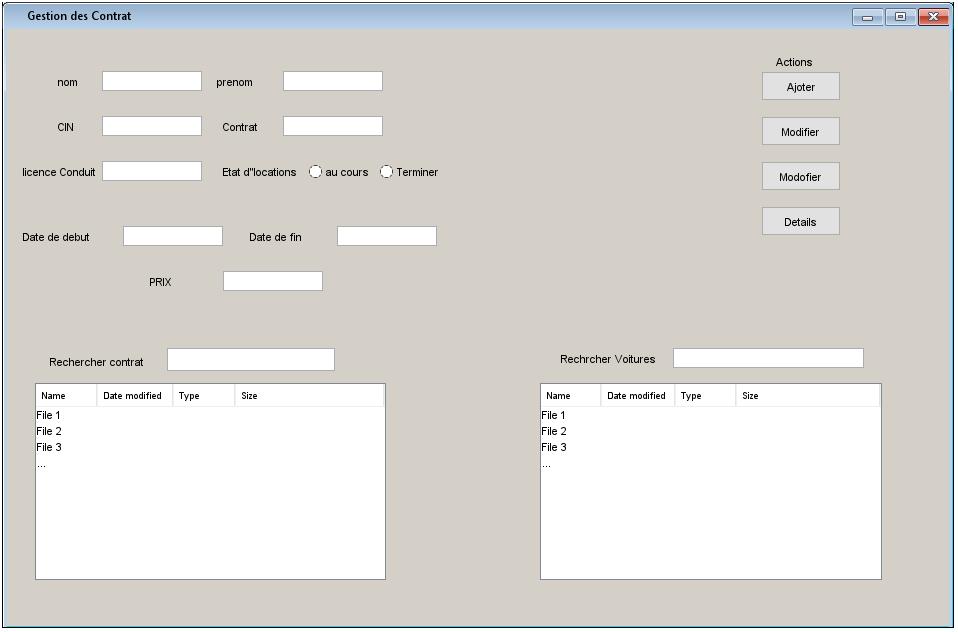 Gestion des Contrat
Actions
nom prenom Ajoter
CIN Contrat Modifier
licence Conduit Etat d"locations au cours Terminer Modofier
Details
Date de debut Date de fin
PRIX
Rechercher contrat Rechrcher Voitures
Name Date modified Type Size Name Date modified Type Size
File 1 File 1
File 2 File 2
File 3 File 3
... ...